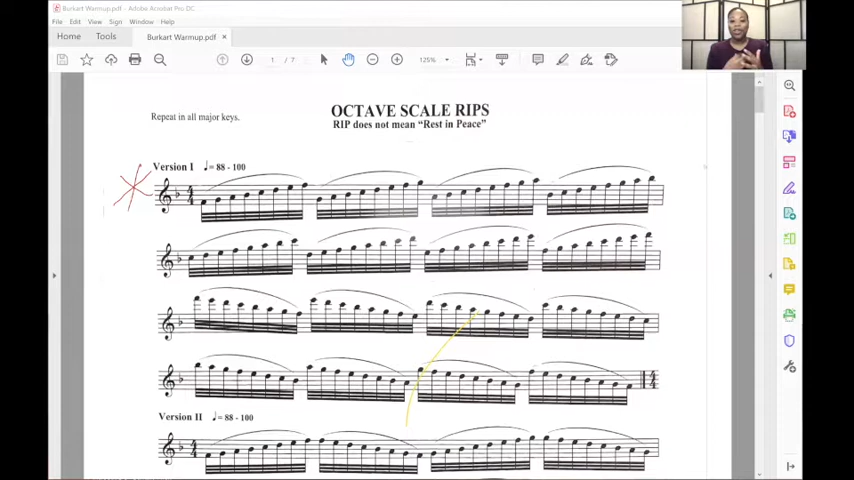 Burkart Warmup.pdf - Adobe Acrobat Pro DC
File Edit View Sign Window Help
Home Tools Burkart Warmup.pdf ×
1 / 7 125%
OCTAVE SCALE RIPS
Repeat in all major keys.
RIP does not mean “Rest in Peace”
Version I ♩= 88 - 100
Version II ♩= 88 - 100